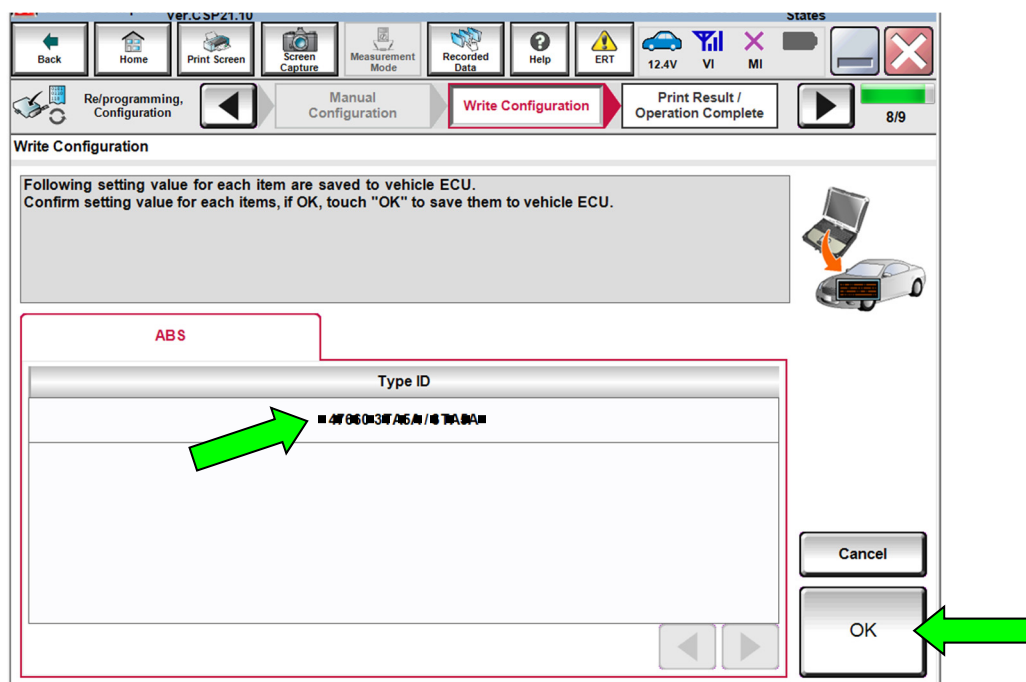 Ver.CSP21.10 States
Back Home Print Screen Screen Capture Measurement Mode Recorded Data Help ERT 12.4V VI MI
Re/programming, Configuration
Manual Configuration
Write Configuration
Print Result / Operation Complete
8/9
Write Configuration
Following setting value for each item are saved to vehicle ECU.
Confirm setting value for each items, if OK, touch "OK" to save them to vehicle ECU.
ABS
Type ID
Cancel
OK